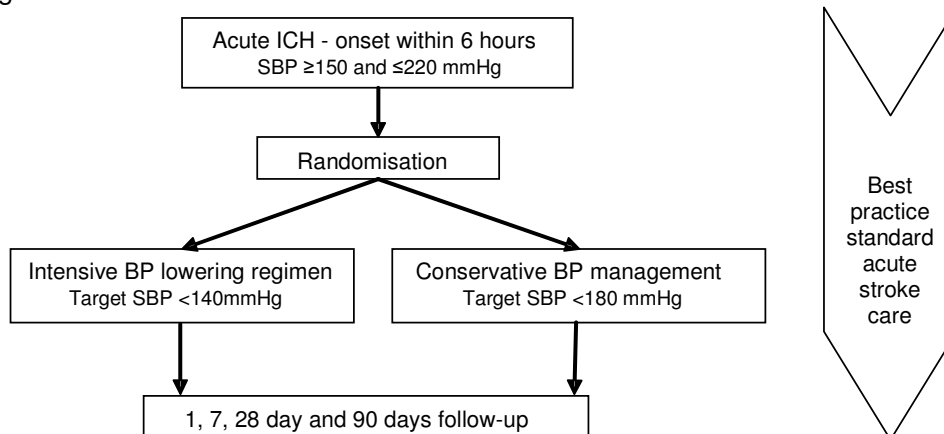 g
Acute ICH - onset within 6 hours
SBP ≥150 and ≤220 mmHg
Randomisation
Intensive BP lowering regimen
Target SBP <140mmHg
Conservative BP management
Target SBP <180 mmHg
1, 7, 28 day and 90 days follow-up
Best
practice
standard
acute
stroke
care